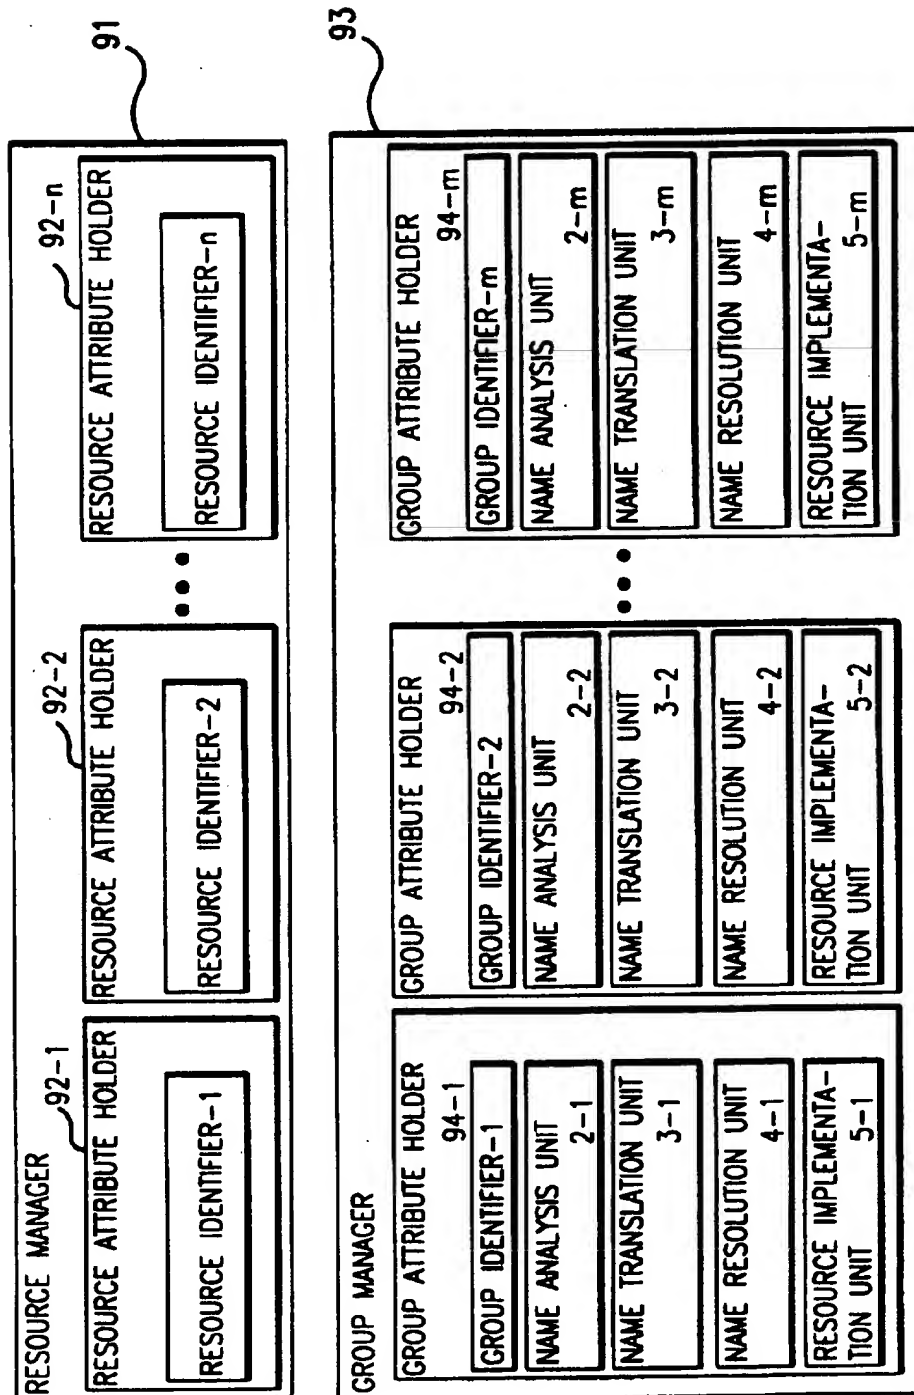 RESOURCE MANAGER
91
92-1
RESOURCE ATTRIBUTE HOLDER
RESOURCE IDENTIFIER-1
92-2
RESOURCE ATTRIBUTE HOLDER
RESOURCE IDENTIFIER-2
92-n
RESOURCE ATTRIBUTE HOLDER
RESOURCE IDENTIFIER-n
GROUP MANAGER
93
GROUP ATTRIBUTE HOLDER
94-1
GROUP IDENTIFIER-1
NAME ANALYSIS UNIT
2-1
NAME TRANSLATION UNIT
3-1
NAME RESOLUTION UNIT
4-1
RESOURCE IMPLEMENTA-
TION UNIT 5-1
GROUP ATTRIBUTE HOLDER
94-2
GROUP IDENTIFIER-2
NAME ANALYSIS UNIT
2-2
NAME TRANSLATION UNIT
3-2
NAME RESOLUTION UNIT
4-2
RESOURCE IMPLEMENTA-
TION UNIT 5-2
GROUP ATTRIBUTE HOLDER
94-m
GROUP IDENTIFIER-m
NAME ANALYSIS UNIT
2-m
NAME TRANSLATION UNIT
3-m
NAME RESOLUTION UNIT
4-m
RESOURCE IMPLEMENTA-
TION UNIT 5-m